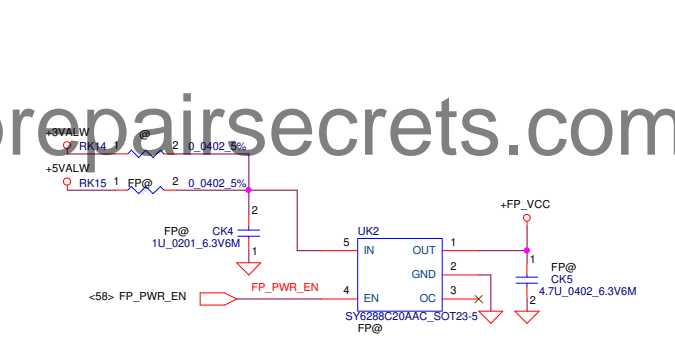 orepairsecrets.com
+3VALW
@
RK14 1 2 0_0402_5%
+5VALW
RK15 1 FP@ 2 0_0402_5%
+FP_VCC
2
FP@ CK4
1U_0201_6.3V6M
1
UK2
5 IN OUT 1
GND 2
4 EN OC 3
1
FP@
CK5
4.7U_0402_6.3V6M
2
<58> FP_PWR_EN FP_PWR_EN
SY6288C20AAC_SOT23-5
FP@